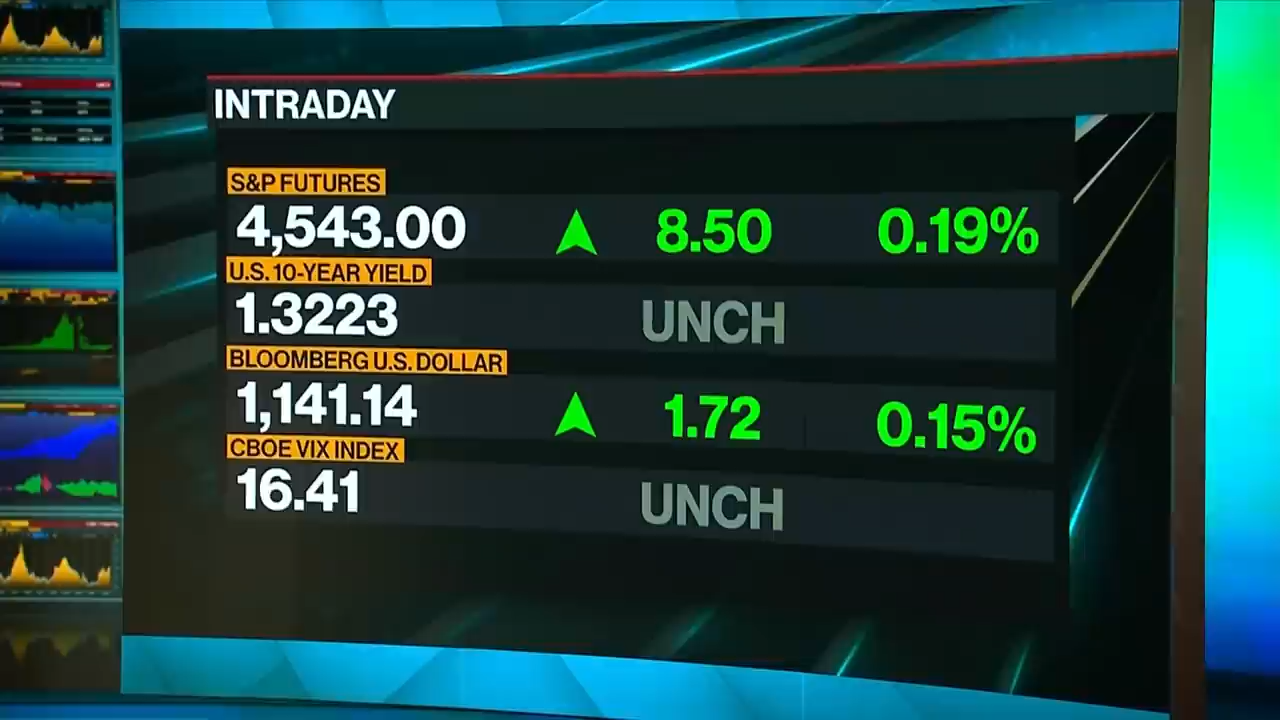 INTRADAY
S&P FUTURES
4,543.00 ▲ 8.50 0.19%
U.S. 10-YEAR YIELD
1.3223 UNCH
BLOOMBERG U.S. DOLLAR
1,141.14 ▲ 1.72 0.15%
CBOE VIX INDEX
16.41 UNCH